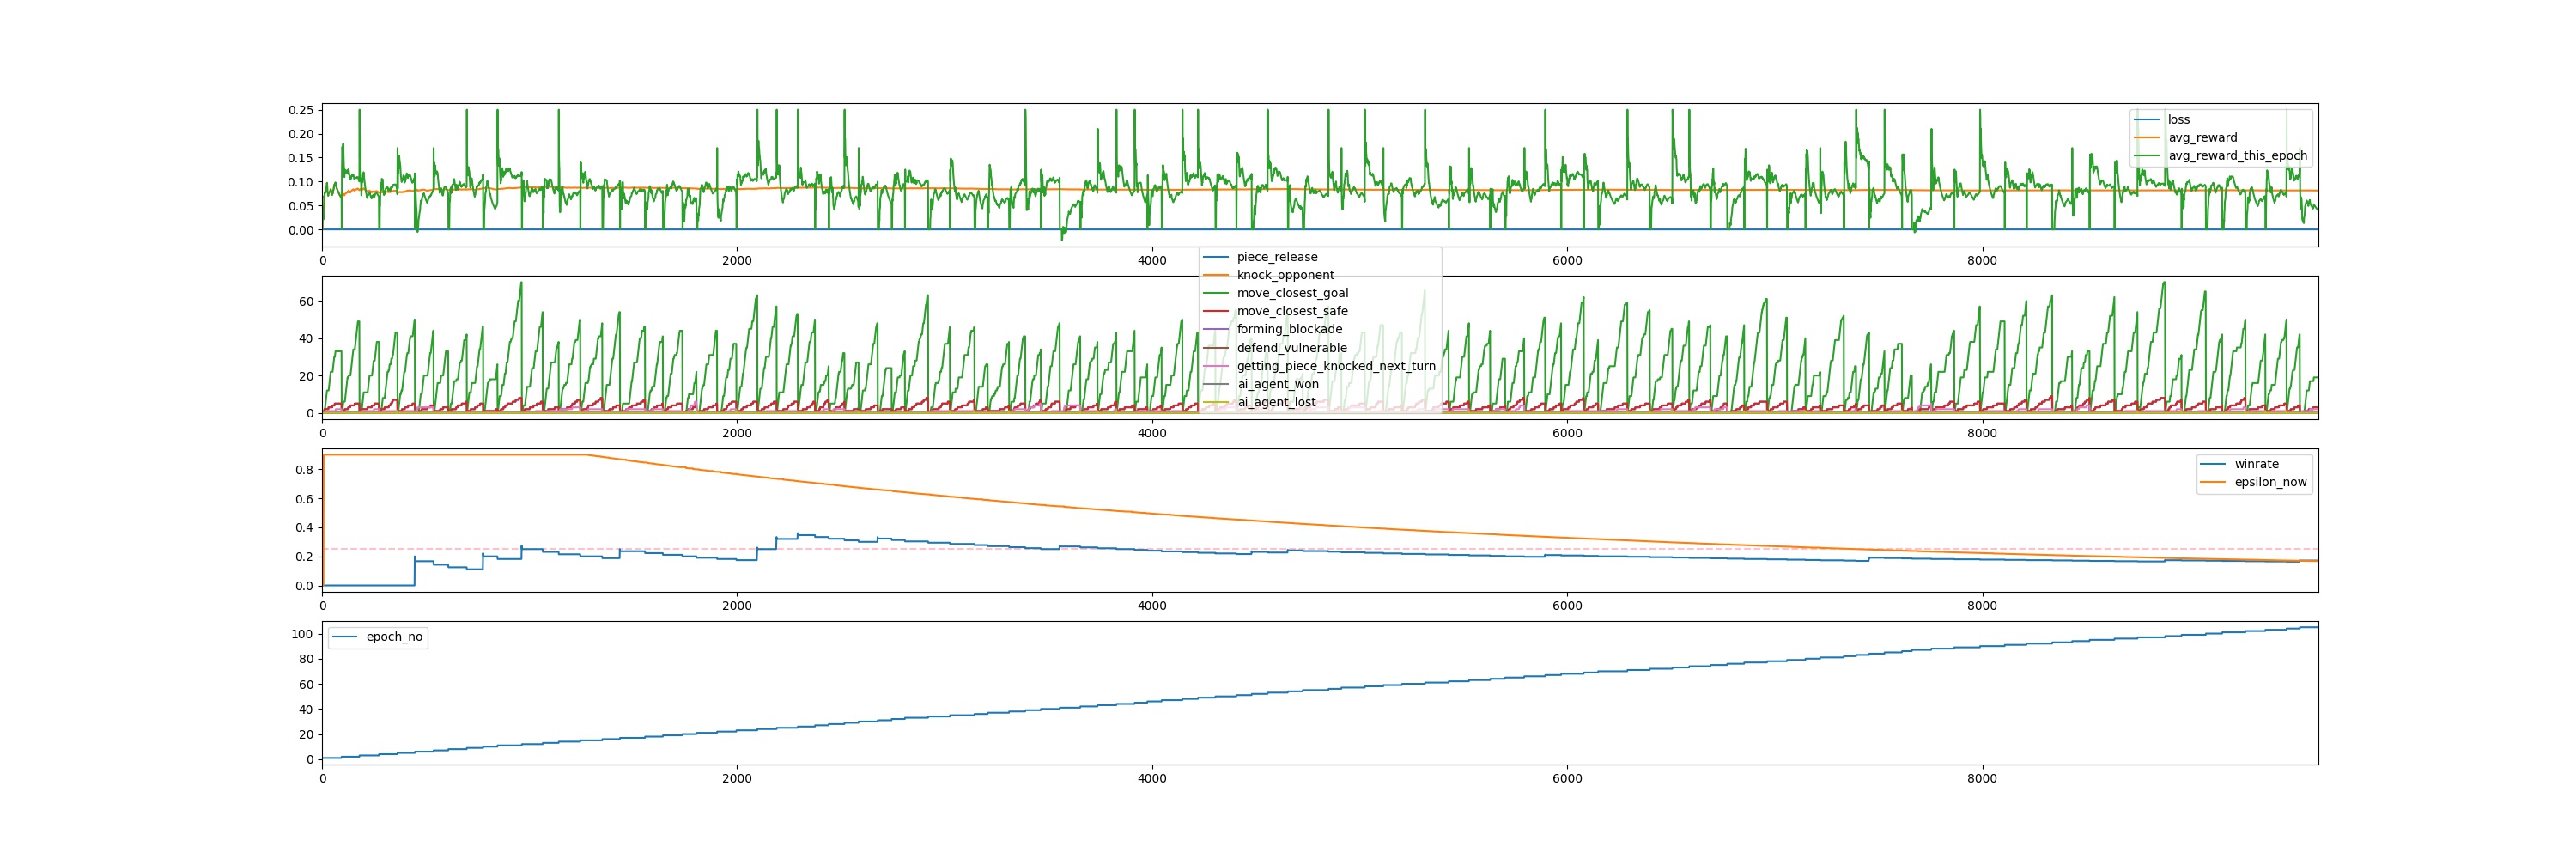 0.25
0.20
0.15
0.10
0.05
0.00
loss
avg_reward
avg_reward_this_epoch
0 2000 4000 6000 8000
60
40
20
0
piece_release
knock_opponent
move_closest_goal
move_closest_safe
forming_blockade
defend_vulnerable
getting_piece_knocked_next_turn
ai_agent_won
ai_agent_lost
0 2000 4000 6000 8000
0.8
0.6
0.4
0.2
0.0
winrate
epsilon_now
0 2000 4000 6000 8000
100
80
60
40
20
0
epoch_no
0 2000 4000 6000 8000